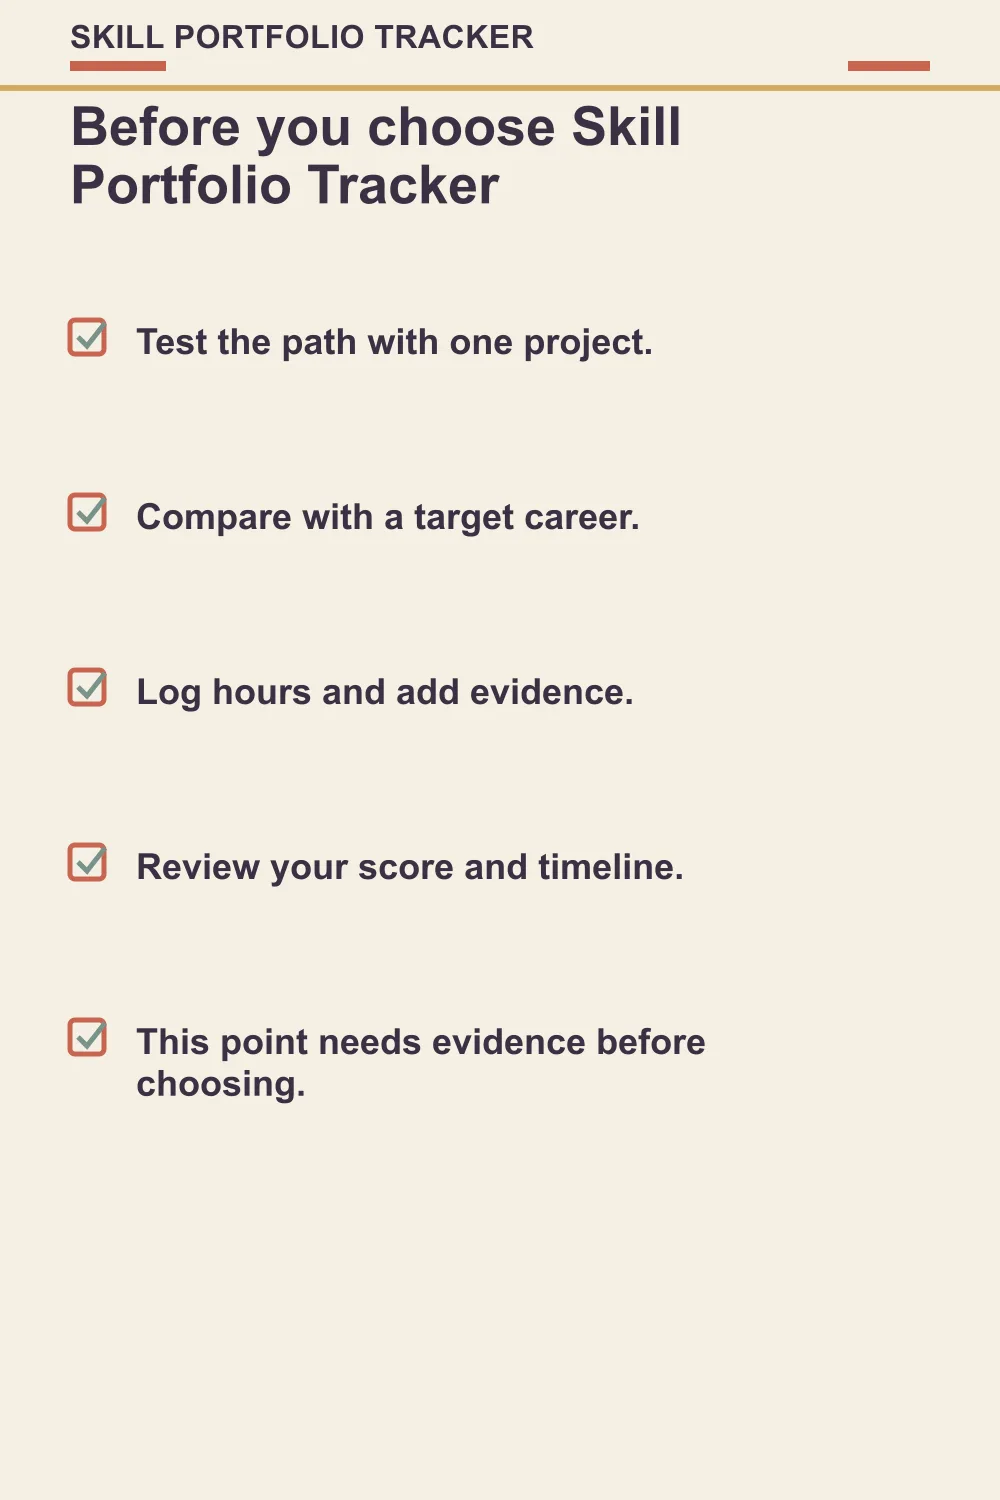 SKILL PORTFOLIO TRACKER
Before you choose Skill
Portfolio Tracker
Test the path with one project.
Compare with a target career.
Log hours and add evidence.
Review your score and timeline.
This point needs evidence before
choosing.